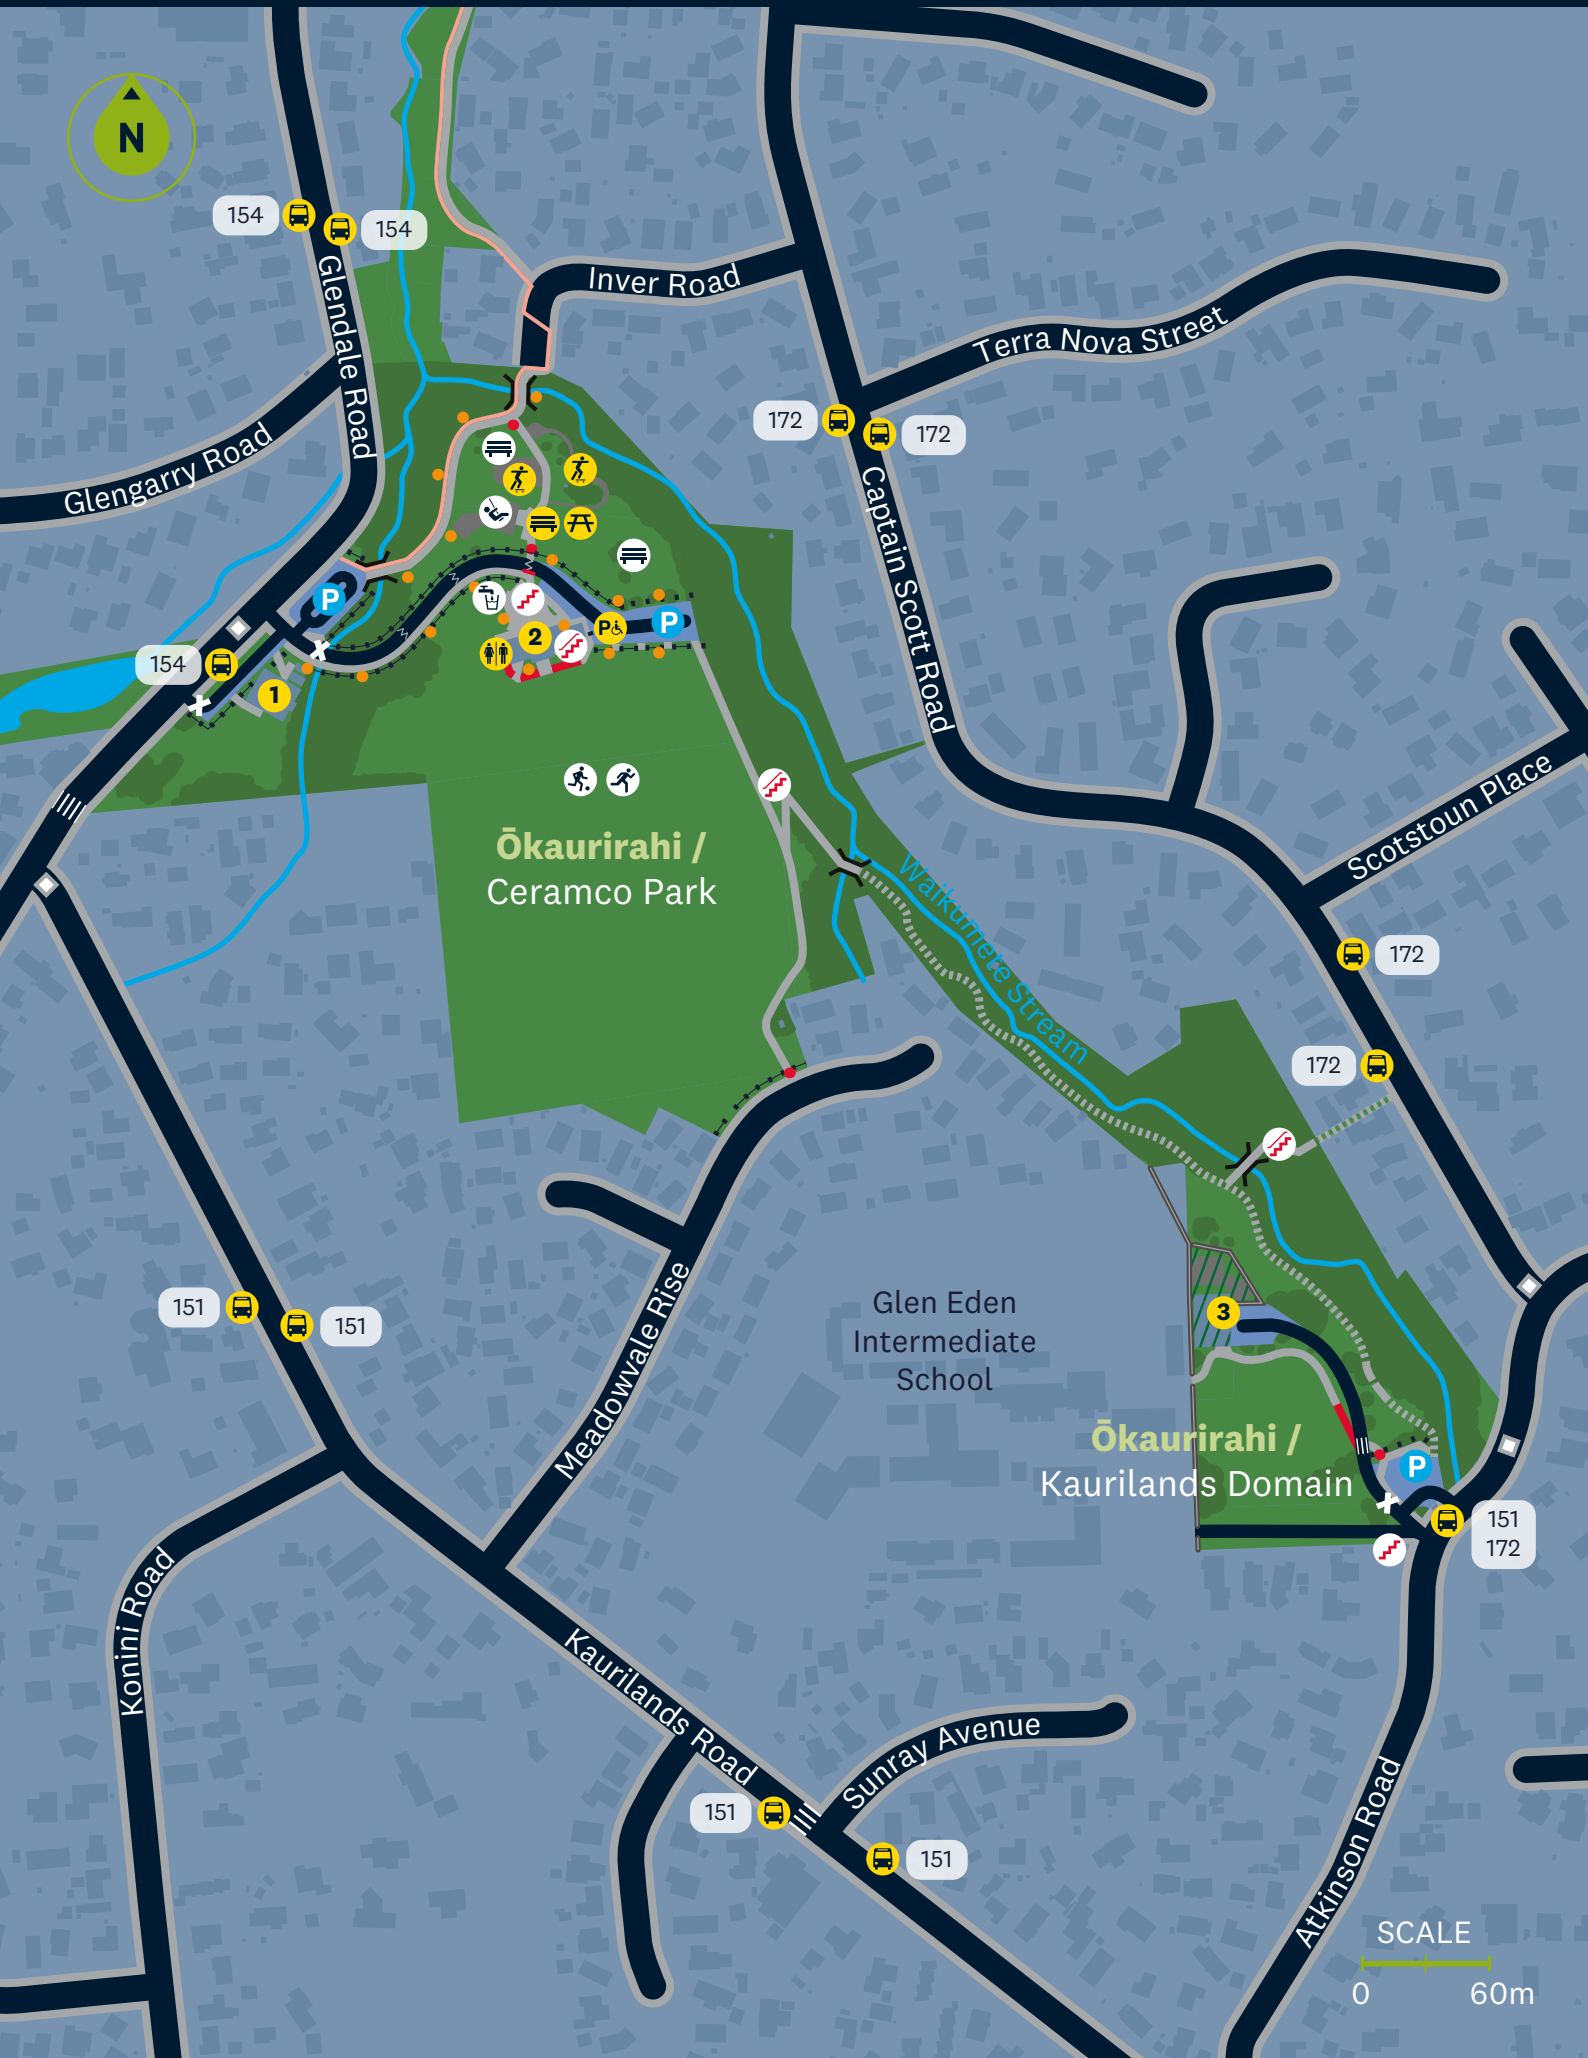 N
154
154
Glendale Road
Inver Road
Terra Nova Street
Glengarry Road
172
172
Captain Scott Road
P
P
P
2
154
1
Scotstoun Place
Ōkaurirahi /
Ceramco Park
Waikumete Stream
172
172
151
151
Meadowvale Rise
Glen Eden
Intermediate
School
3
Ōkaurirahi /
Kaurilands Domain
P
151
172
Konini Road
Kaurilands Road
Sunray Avenue
151
151
Atkinson Road
SCALE
0
60m